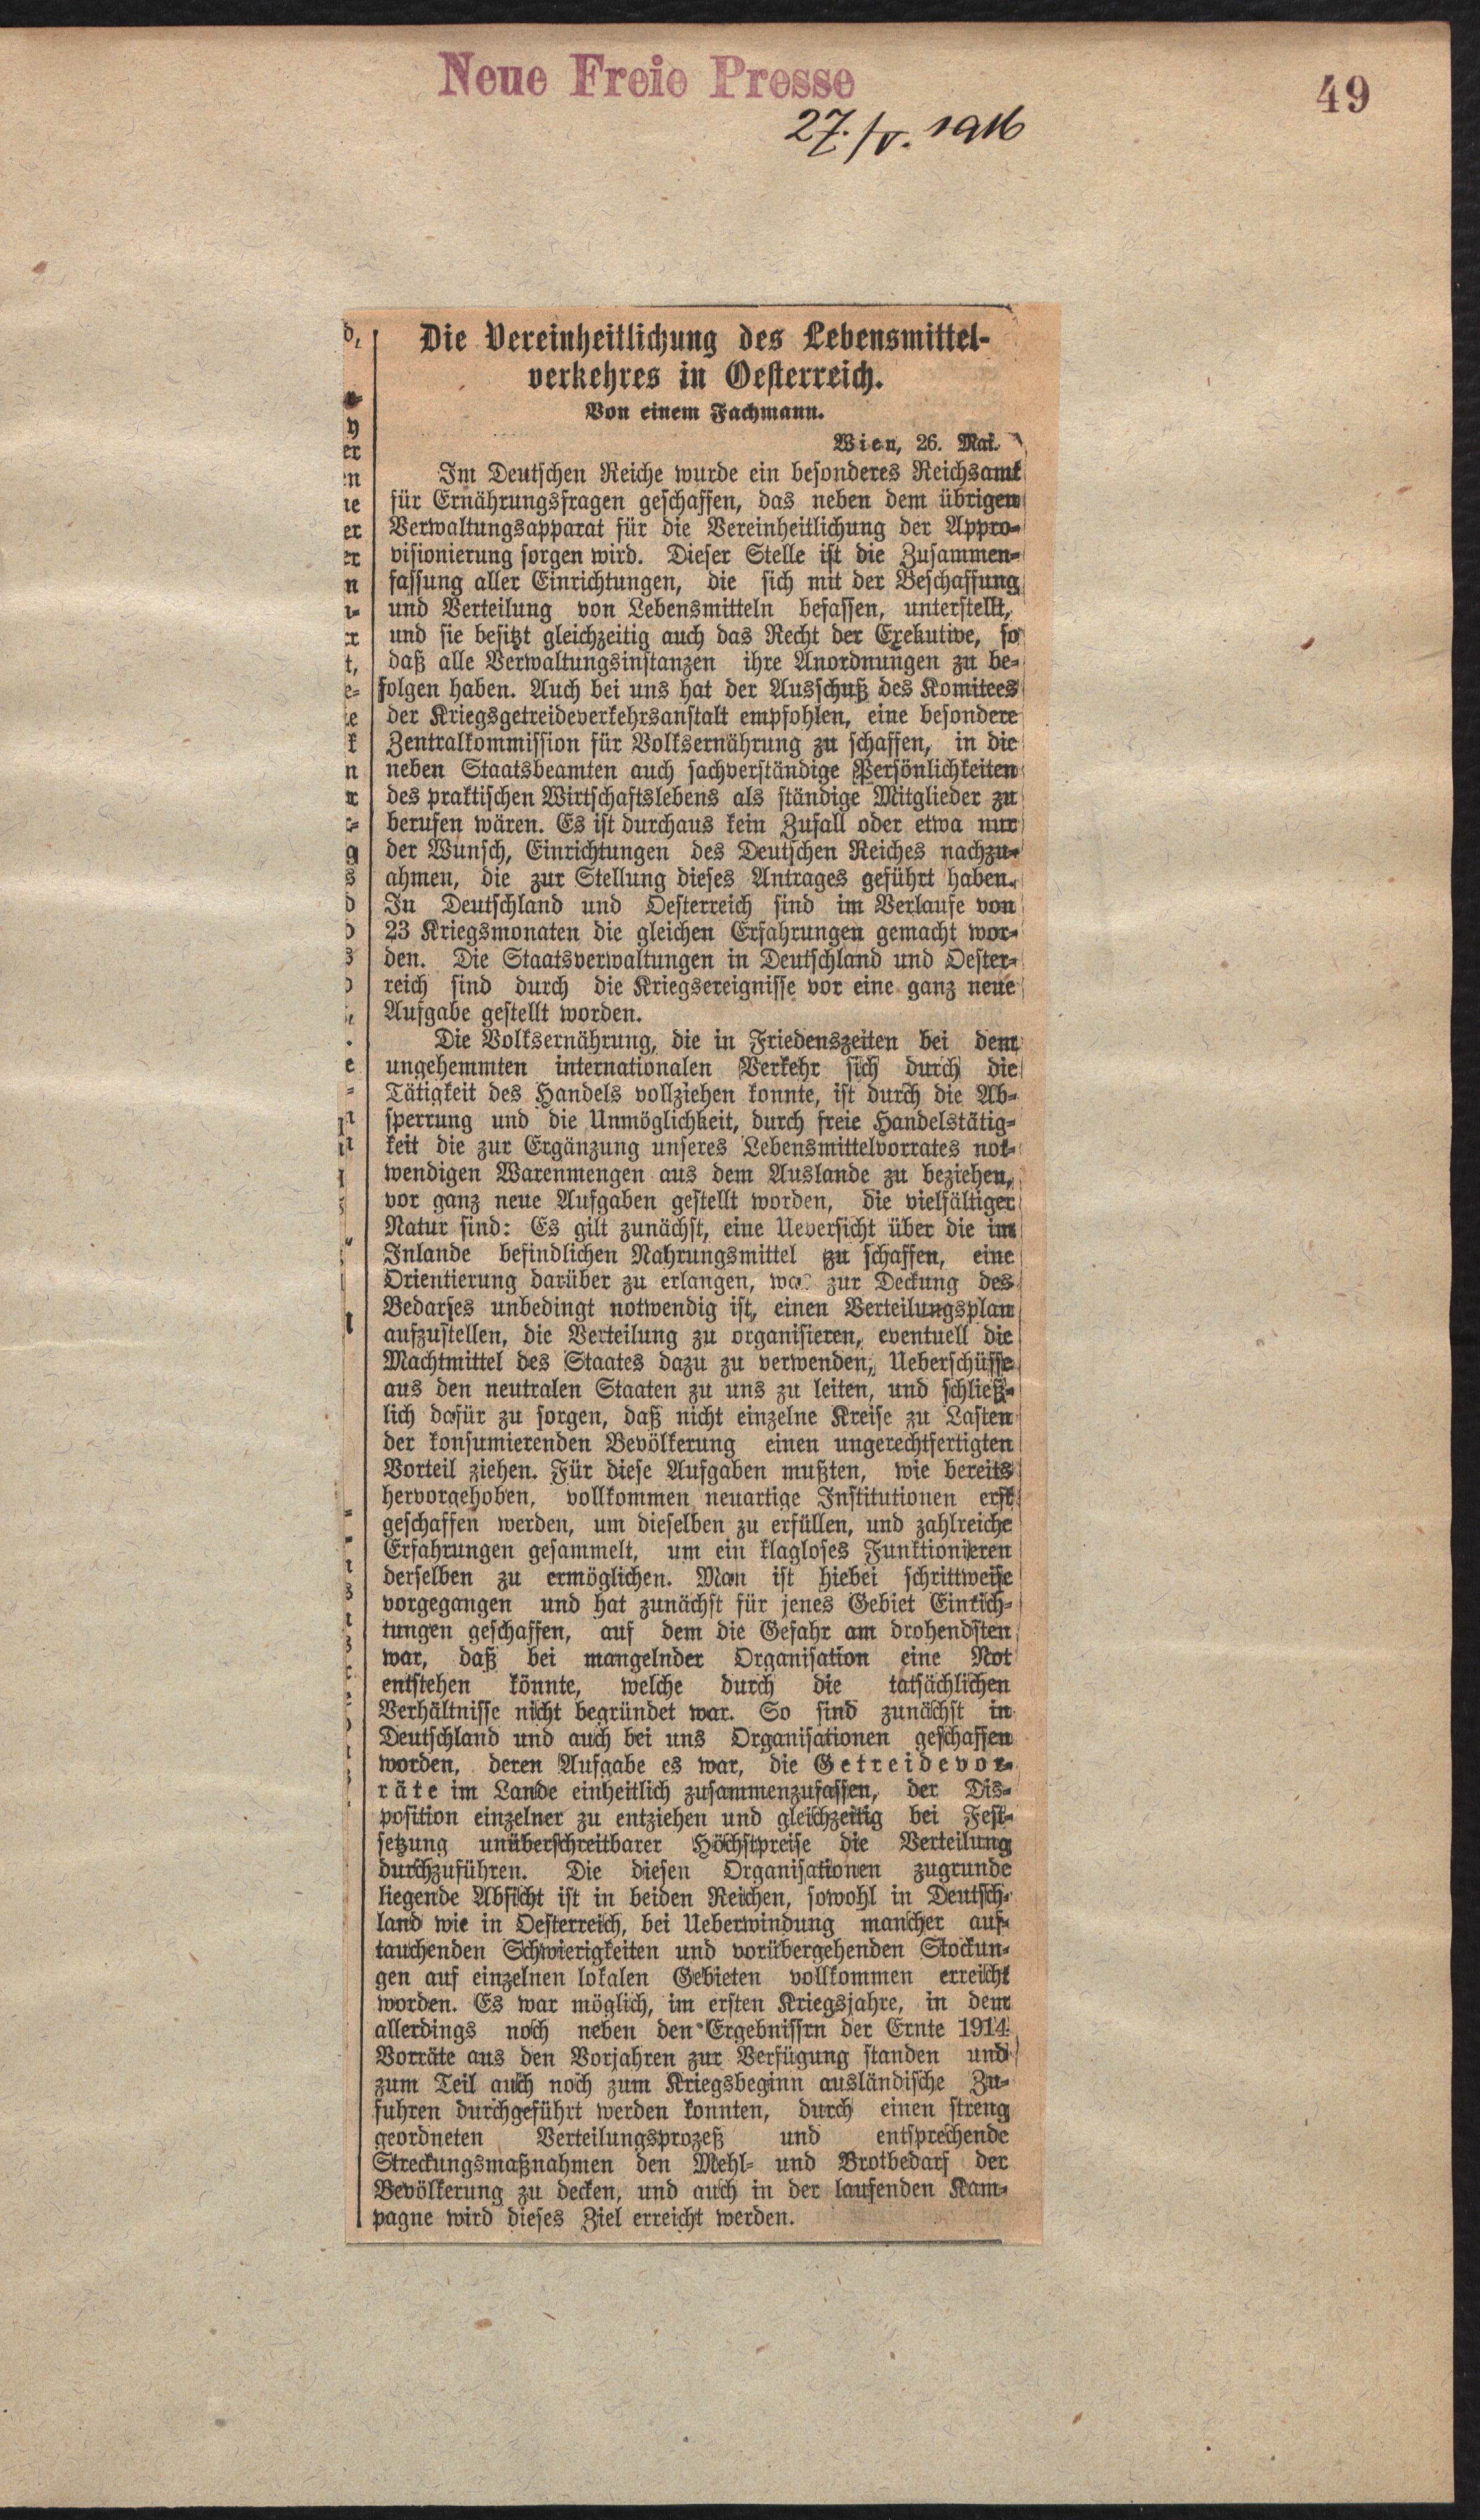 Neue Freie Presse
49
27./V. 1916
Die Vereinheitlichung des Lebensmittel-
verkehres in Oesterreich.
Von einem Fachmann.
Wien, 26. Mai.
Im Deutschen Reiche wurde ein besonderes Reichsamt
für Ernährungsfragen geschaffen, das neben dem übrigen
Verwaltungsapparat für die Vereinheitlichung der Appro-
visionierung sorgen wird. Dieser Stelle ist die Zusammen-
fassung aller Einrichtungen, die sich mit der Beschaffung
und Verteilung von Lebensmitteln befassen, unterstellt,
und sie besitzt gleichzeitig auch das Recht der Exekutive, so
daß alle Verwaltungsinstanzen ihre Anordnungen zu be-
folgen haben. Auch bei uns hat der Ausschuß des Komitees
der Kriegsgetreideverkehrsanstalt empfohlen, eine besondere
Zentralkommission für Volksernährung zu schaffen, in die
neben Staatsbeamten auch sachverständige Persönlichkeiten
des praktischen Wirtschaftslebens als ständige Mitglieder zu
berufen wären. Es ist durchaus kein Zufall oder etwa nur
der Wunsch, Einrichtungen des Deutschen Reiches nachzu-
ahmen, die zur Stellung dieses Antrages geführt haben.
In Deutschland und Oesterreich sind im Verlaufe von
23 Kriegsmonaten die gleichen Erfahrungen gemacht wor-
den. Die Staatsverwaltungen in Deutschland und Oester-
reich sind durch die Kriegsereignisse vor eine ganz neue
Aufgabe gestellt worden.
Die Volksernährung, die in Friedenszeiten bei dem
ungehemmten internationalen Verkehr sich durch die
Tätigkeit des Handels vollziehen konnte, ist durch die Ab-
sperrung und die Unmöglichkeit, durch freie Handelstätig-
keit die zur Ergänzung unseres Lebensmittelvorrates not-
wendigen Warenmengen aus dem Auslande zu beziehen,
vor ganz neue Aufgaben gestellt worden, die vielfältiger
Natur sind: Es gilt zunächst, eine Uebersicht über die im
Inlande befindlichen Nahrungsmittel zu schaffen, eine
Orientierung darüber zu erlangen, wa zur Deckung des
Bedarfes unbedingt notwendig ist, einen Verteilungsplan
aufzustellen, die Verteilung zu organisieren, eventuell die
Machtmittel des Staates dazu zu verwenden, Ueberschüsse
aus den neutralen Staaten zu uns zu leiten, und schließ-
lich dafür zu sorgen, daß nicht einzelne Kreise zu Lasten
der konsumierenden Bevölkerung einen ungerechtfertigten
Vorteil ziehen. Für diese Aufgaben mußten, wie bereits
hervorgehoben, vollkommen neuartige Institutionen erst
geschaffen werden, um dieselben zu erfüllen, und zahlreiche
Erfahrungen gesammelt, um ein klagloses Funktionieren
derselben zu ermöglichen. Man ist hiebei schrittweise
vorgegangen und hat zunächst für jenes Gebiet Einrich-
tungen geschaffen, auf dem die Gefahr am drohendsten
war, daß bei mangelnder Organisation eine Not
entstehen könnte, welche durch die tatsächlichen
Verhältnisse nicht begründet war. So sind zunächst in
Deutschland und auch bei uns Organisationen geschaffen
worden, deren Aufgabe es war, die Getreidevor-
räte im Lande einheitlich zusammenzufassen, der Dis-
position einzelner zu entziehen und gleichzeitig bei Fest-
setzung unüberschreitbarer Höchstpreise die Verteilung
durchzuführen. Die diesen Organisationen zugrunde
liegende Absicht ist in beiden Reichen, sowohl in Deutsch-
land wie in Oesterreich, bei Ueberwindung mancher auf-
tauchenden Schwierigkeiten und vorübergehenden Stockun-
gen auf einzelnen lokalen Gebieten vollkommen erreicht
worden. Es war möglich, im ersten Kriegsjahre, in dem
allerdings noch neben den Ergebnissrn der Ernte 1914
Vorräte aus den Vorjahren zur Verfügung standen und
zum Teil auch noch zum Kriegsbeginn ausländische Zu-
fuhren durchgeführt werden konnten, durch einen streng
geordneten Verteilungsprozeß und entsprechende
Streckungsmaßnahmen den Mehl- und Brotbedarf der
Bevölkerung zu decken, und auch in der laufenden Kam-
pagne wird dieses Ziel erreicht werden.